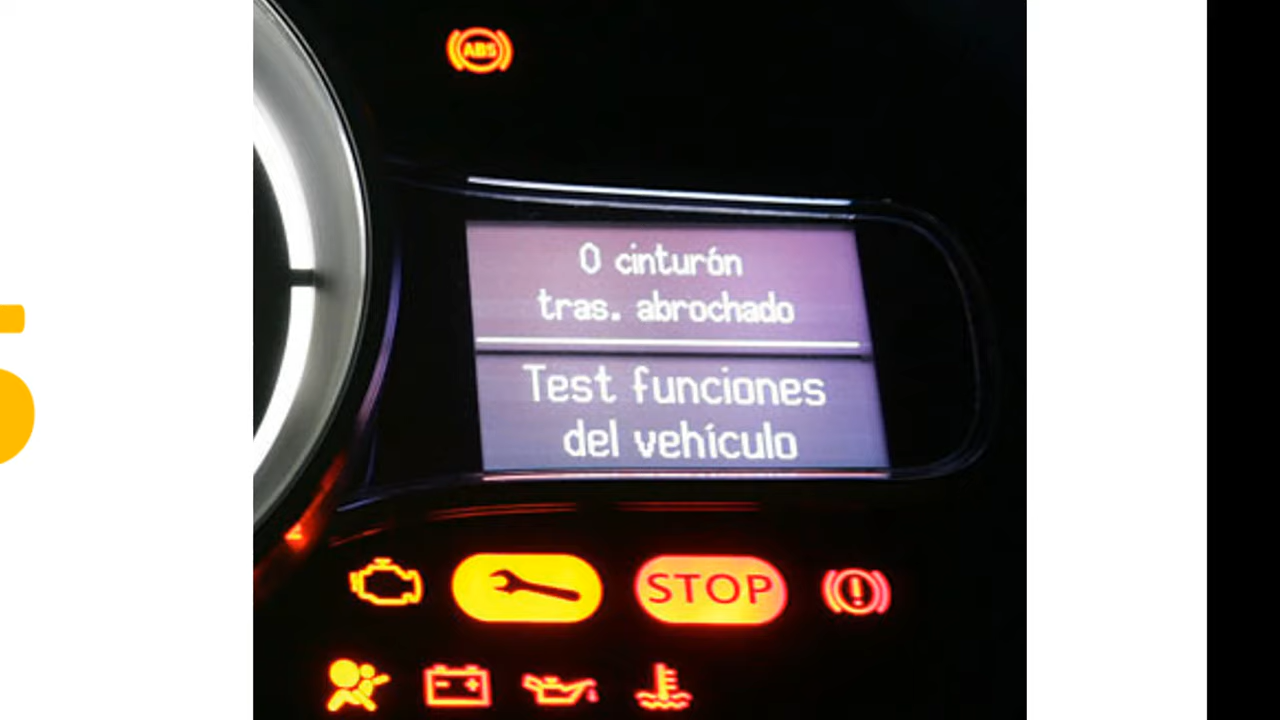 ABS
0 cinturón
tras. abrochado
Test funciones
del vehículo
STOP